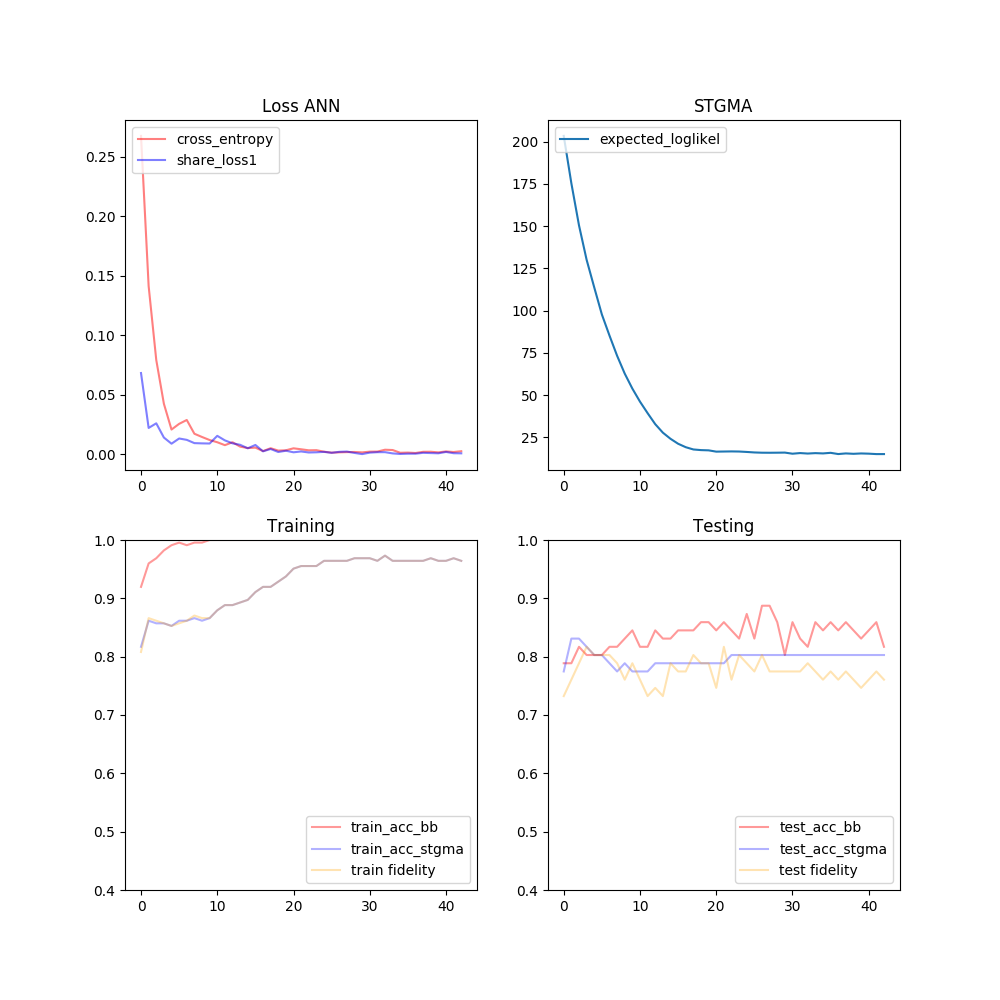 Loss ANN
cross_entropy
share_loss1
0.25
0.20
0.15
0.10
0.05
0.00
0 10 20 30 40
STGMA
expected_loglikel
200
175
150
125
100
75
50
25
0 10 20 30 40
Training
1.0
0.9
0.8
0.7
0.6
0.5
0.4
train_acc_bb
train_acc_stgma
train fidelity
0 10 20 30 40
Testing
1.0
0.9
0.8
0.7
0.6
0.5
0.4
test_acc_bb
test_acc_stgma
test fidelity
0 10 20 30 40